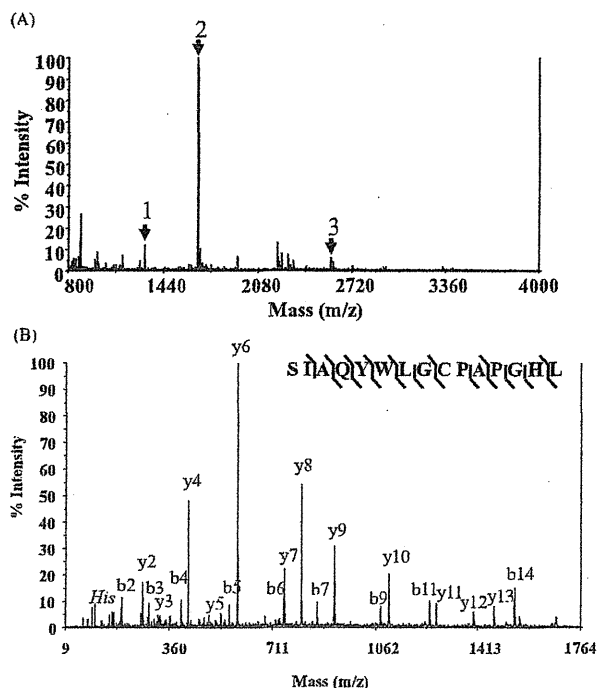 (A)
2
100
90
80
70
60
50
40
30
20
10
0
% Intensity
1
3
800 1440 2080 2720 3360 4000
Mass (m/z)
(B)
y6
SIAQYWLGCPAPGHL
100
90
80
70
60
50
40
30
20
10
0
% Intensity
y8
y4
y9
y7
y10
y2
b14
His b2 b3 y3 b4 y5 b5 b6 b7 b9 b11 y11 y12 y13
9 360 711 1062 1413 1764
Mass (m/z)